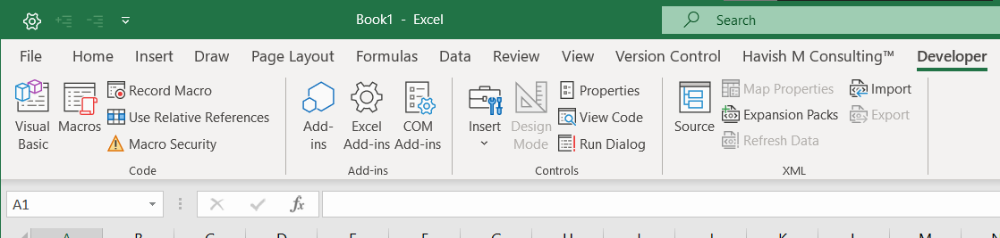 Book1 - Excel
Search
File Home Insert Draw Page Layout Formulas Data Review View Version Control Havish M Consulting™ Developer
Visual Basic
Macros
Record Macro
Use Relative References
Macro Security
Code
Add-ins
Excel Add-ins
COM Add-ins
Add-ins
Insert
Design Mode
Properties
View Code
Run Dialog
Controls
Source
Map Properties
Expansion Packs
Refresh Data
Import
Export
XML
A1
fx